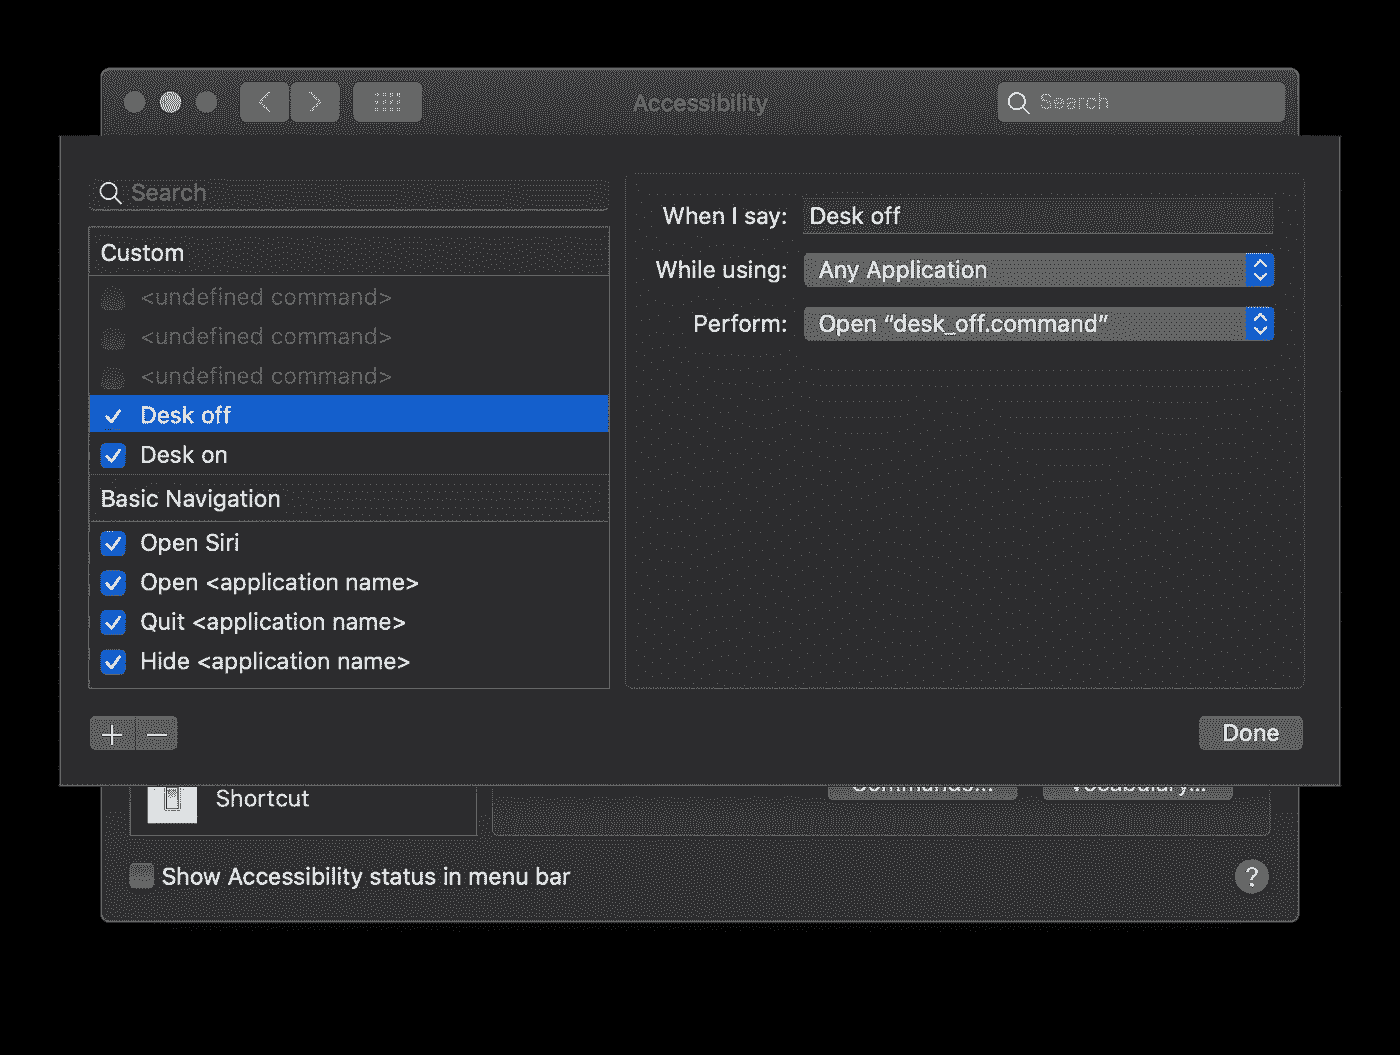 Accessibility
Search
Search
Custom
<undefined command>
<undefined command>
<undefined command>
Desk off
Desk on
Basic Navigation
Open Siri
Open <application name>
Quit <application name>
Hide <application name>
When I say: Desk off
While using: Any Application
Perform: Open “desk_off.command”
Done
Shortcut
Commands...
Vocabulary...
Show Accessibility status in menu bar
?